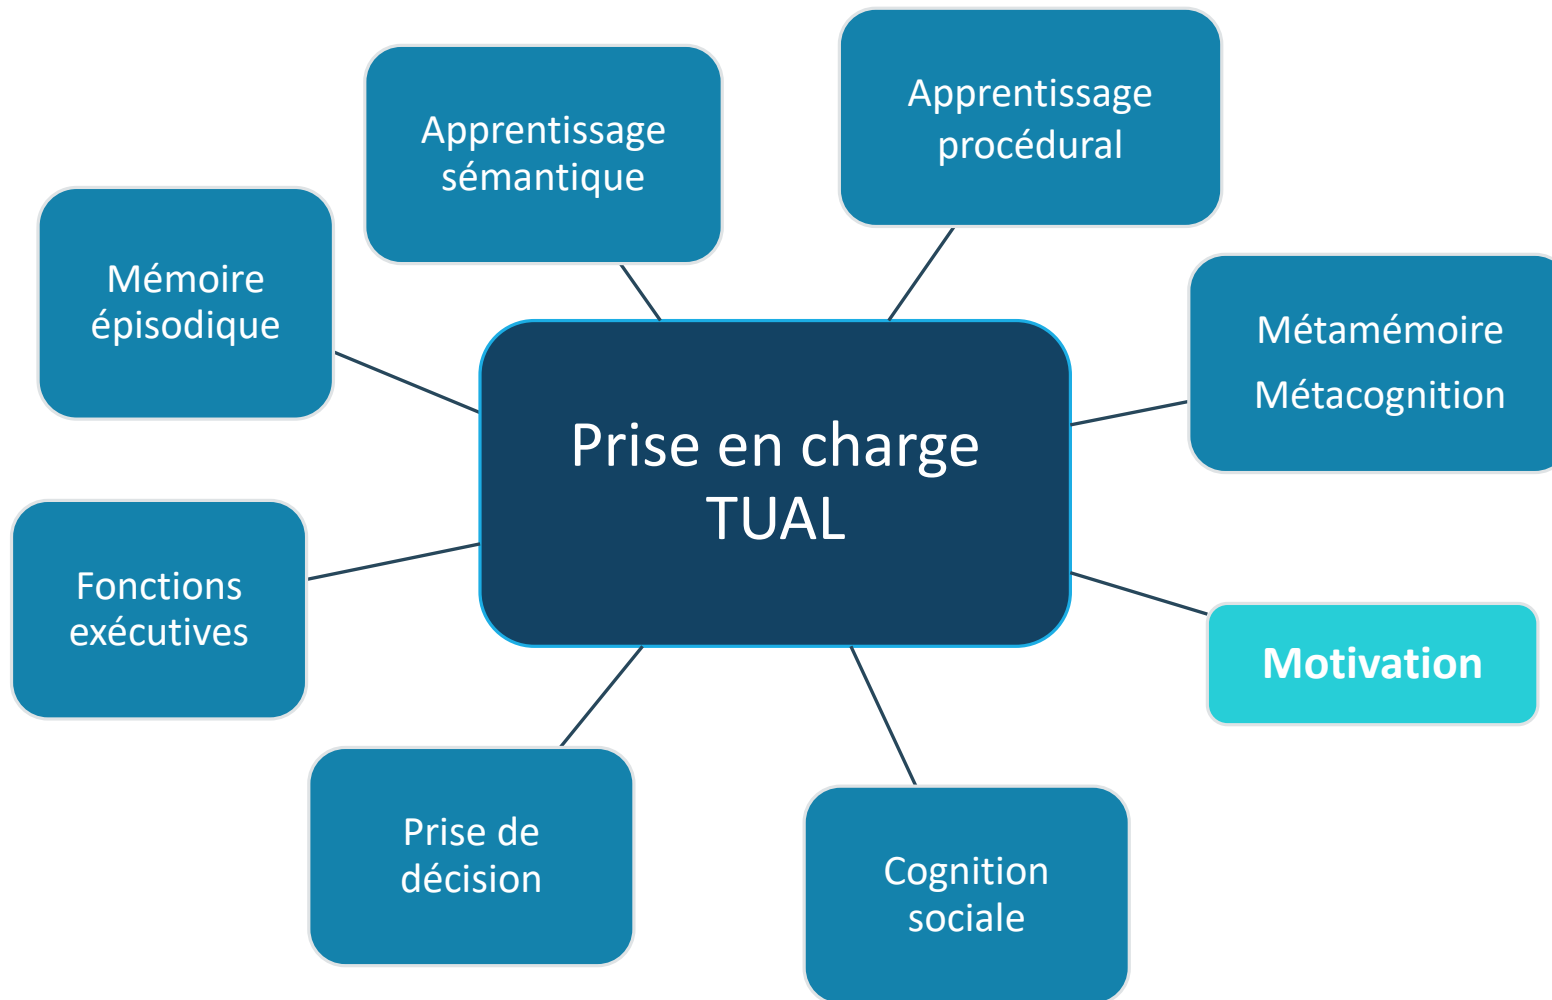 Apprentissage
sémantique
Apprentissage
procédural
Mémoire
épisodique
Métamémoire
Métacognition
Prise en charge
TUAL
Fonctions
exécutives
Motivation
Prise de
décision
Cognition
sociale